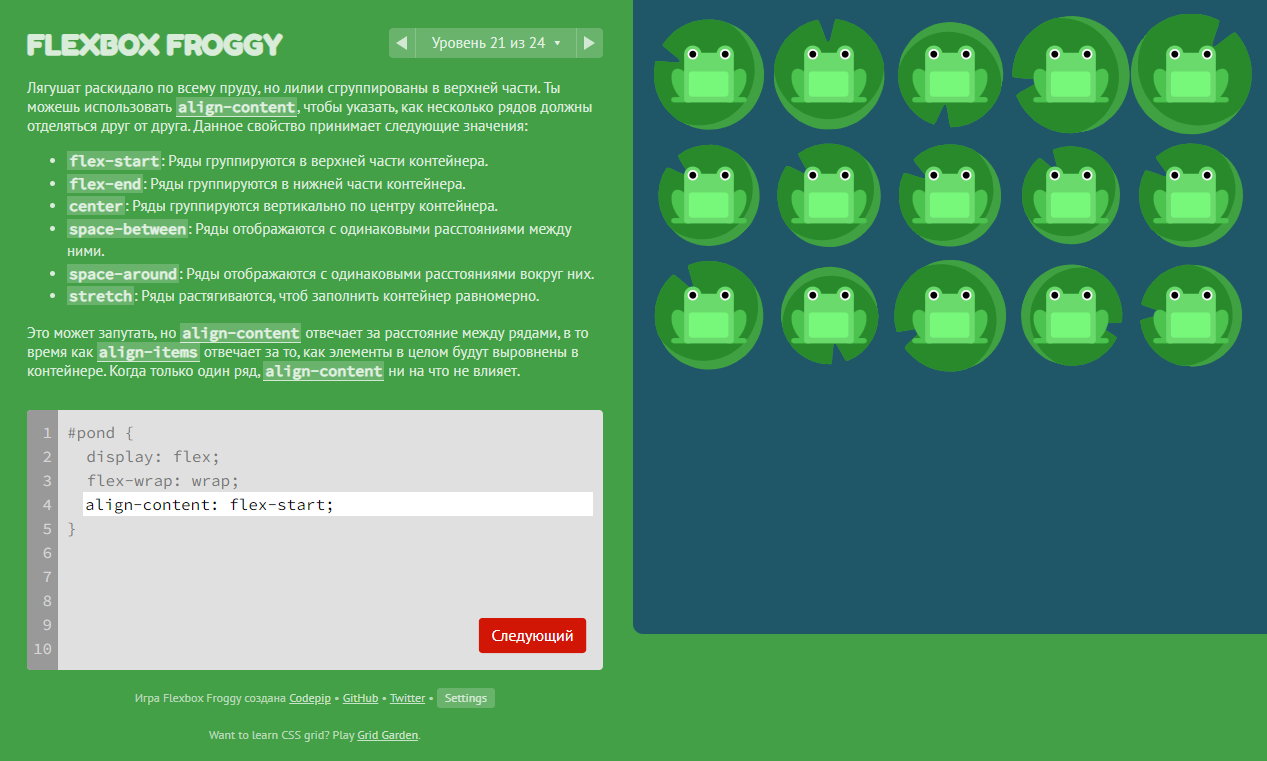 FLEXBOX FROGGY
Уровень 21 из 24
Лягушат раскидало по всему пруду, но лилии сгруппированы в верхней части. Ты
можешь использовать align-content, чтобы указать, как несколько рядов должны
отделяться друг от друга. Данное свойство принимает следующие значения:
• flex-start: Ряды группируются в верхней части контейнера.
• flex-end: Ряды группируются в нижней части контейнера.
• center: Ряды группируются вертикально по центру контейнера.
• space-between: Ряды отображаются с одинаковыми расстояниями между
ними.
• space-around: Ряды отображаются с одинаковыми расстояниями вокруг них.
• stretch: Ряды растягиваются, чтоб заполнить контейнер равномерно.
Это может запутать, но align-content отвечает за расстояние между рядами, в то
время как align-items отвечает за то, как элементы в целом будут выровнены в
контейнере. Когда только один ряд, align-content ни на что не влияет.
1 #pond {
2 display: flex;
3 flex-wrap: wrap;
4 align-content: flex-start;
5 }
6
7
8
9
10
Следующий
Игра Flexbox Froggy создана Codepip • GitHub • Twitter • Settings
Want to learn CSS grid? Play Grid Garden.